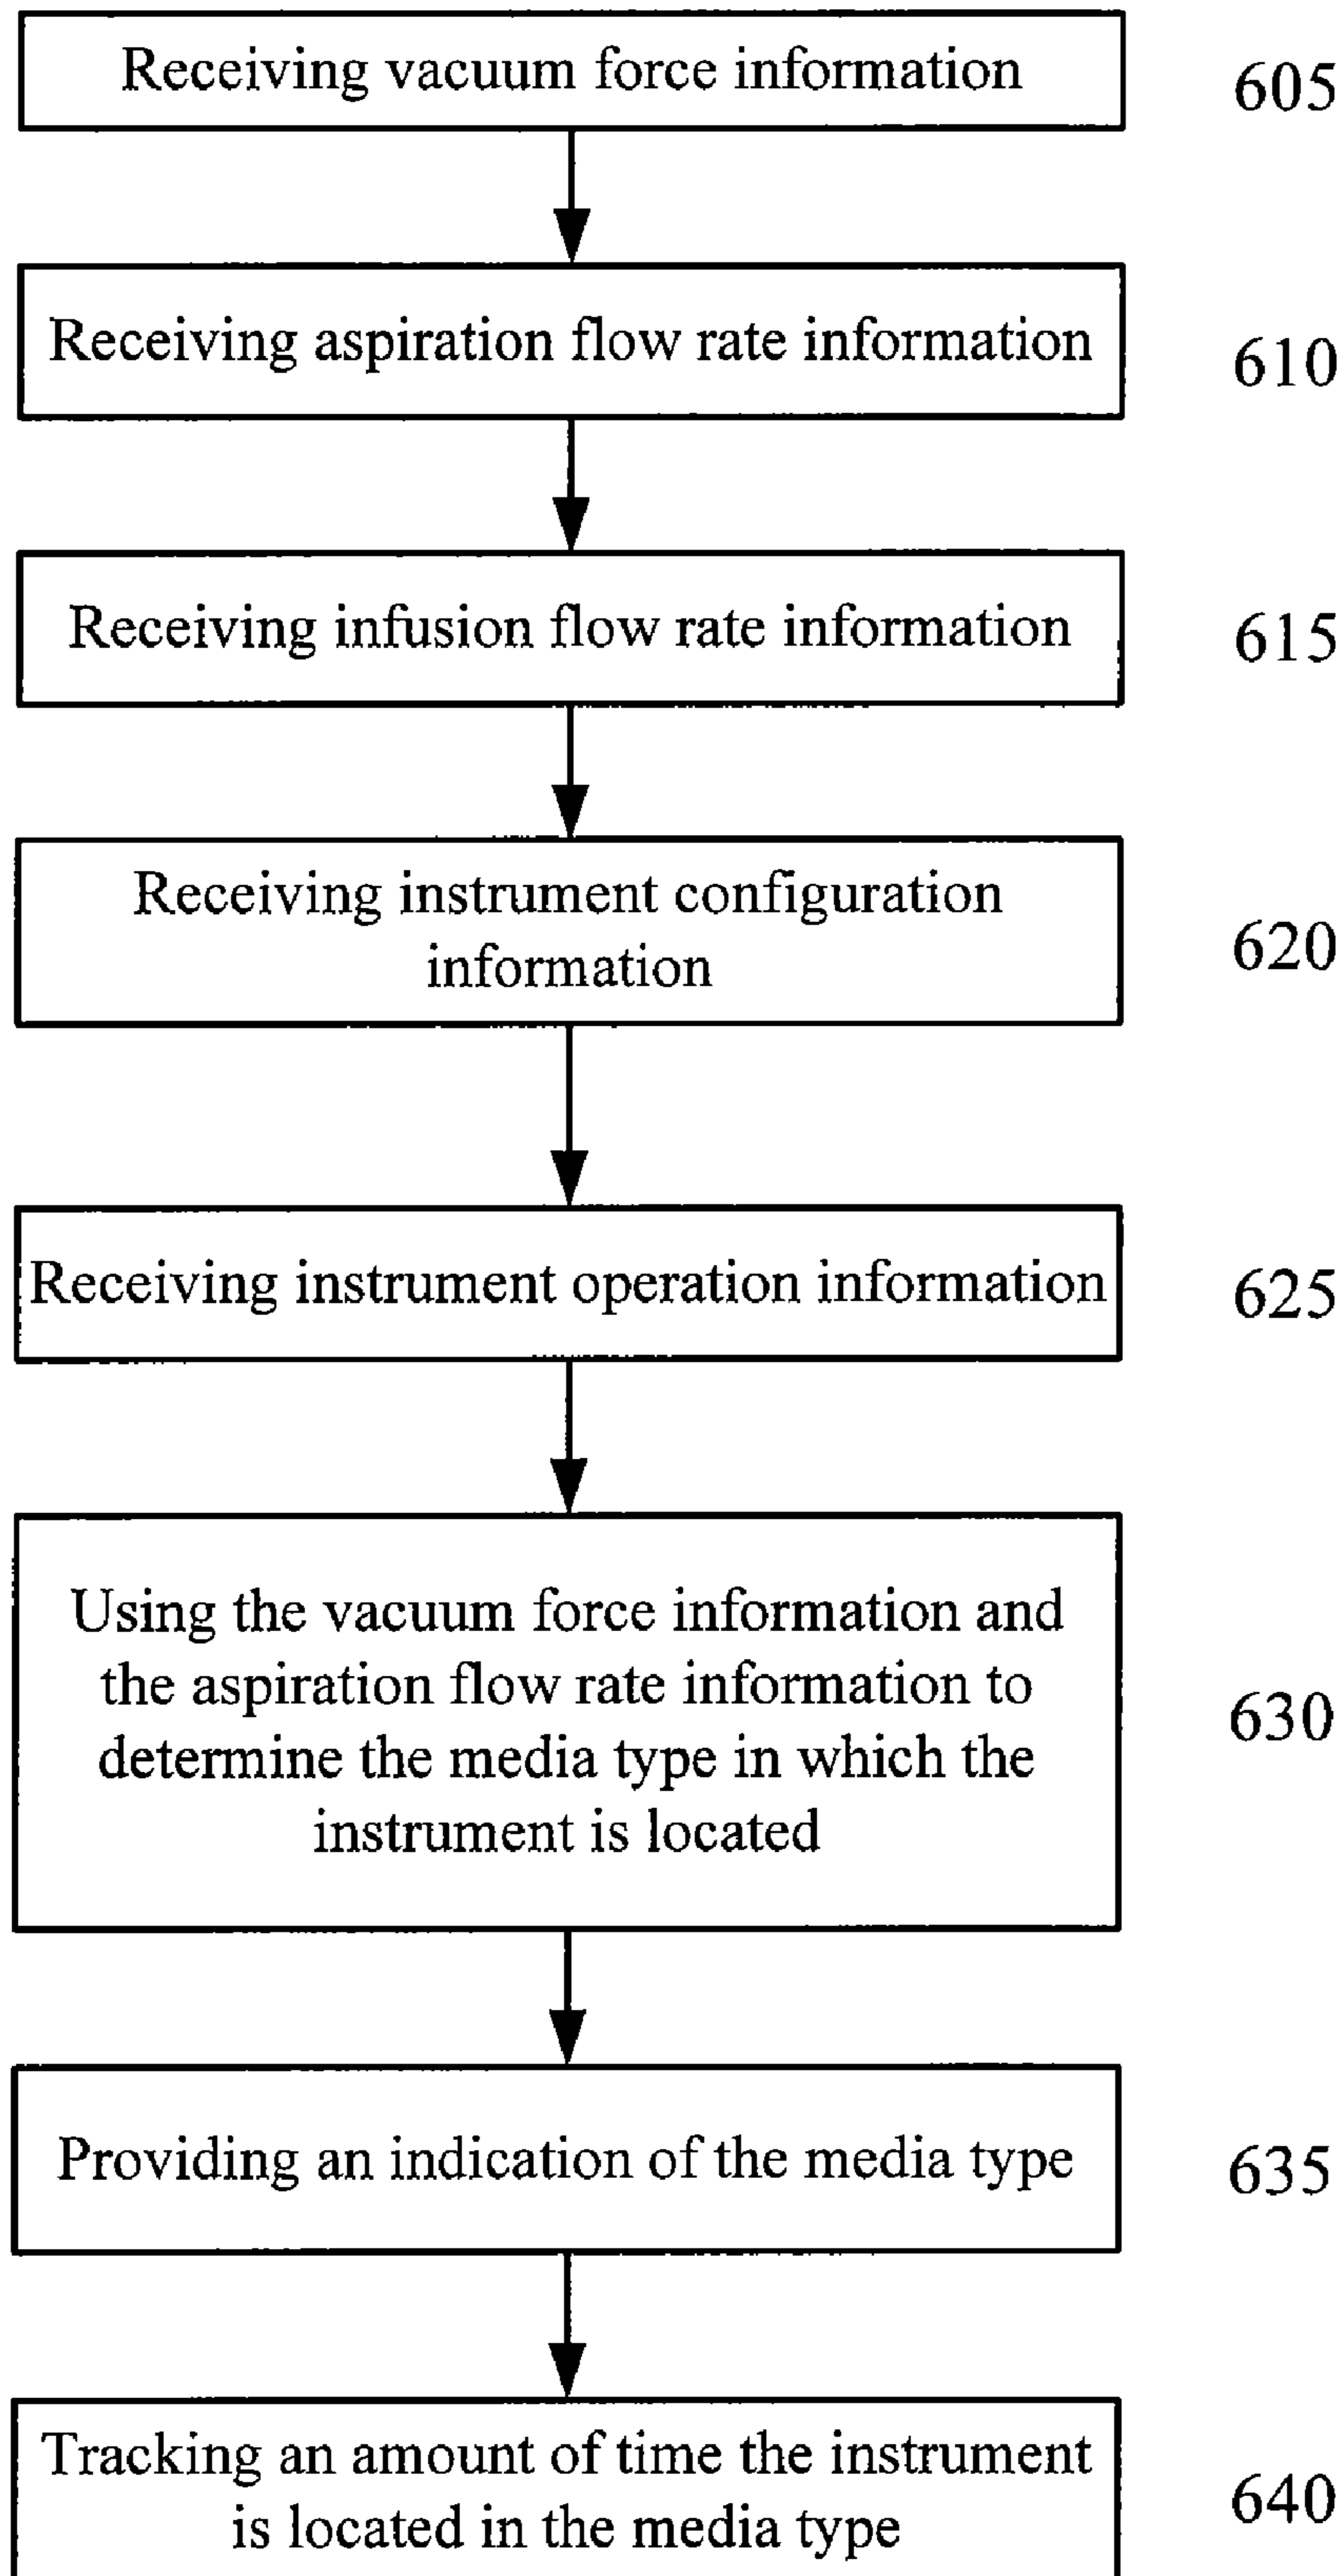 Receiving vacuum force information
605
Receiving aspiration flow rate information
610
Receiving infusion flow rate information
615
Receiving instrument configuration
information
620
Receiving instrument operation information
625
Using the vacuum force information and
the aspiration flow rate information to
determine the media type in which the
instrument is located
630
Providing an indication of the media type
635
Tracking an amount of time the instrument
is located in the media type
640